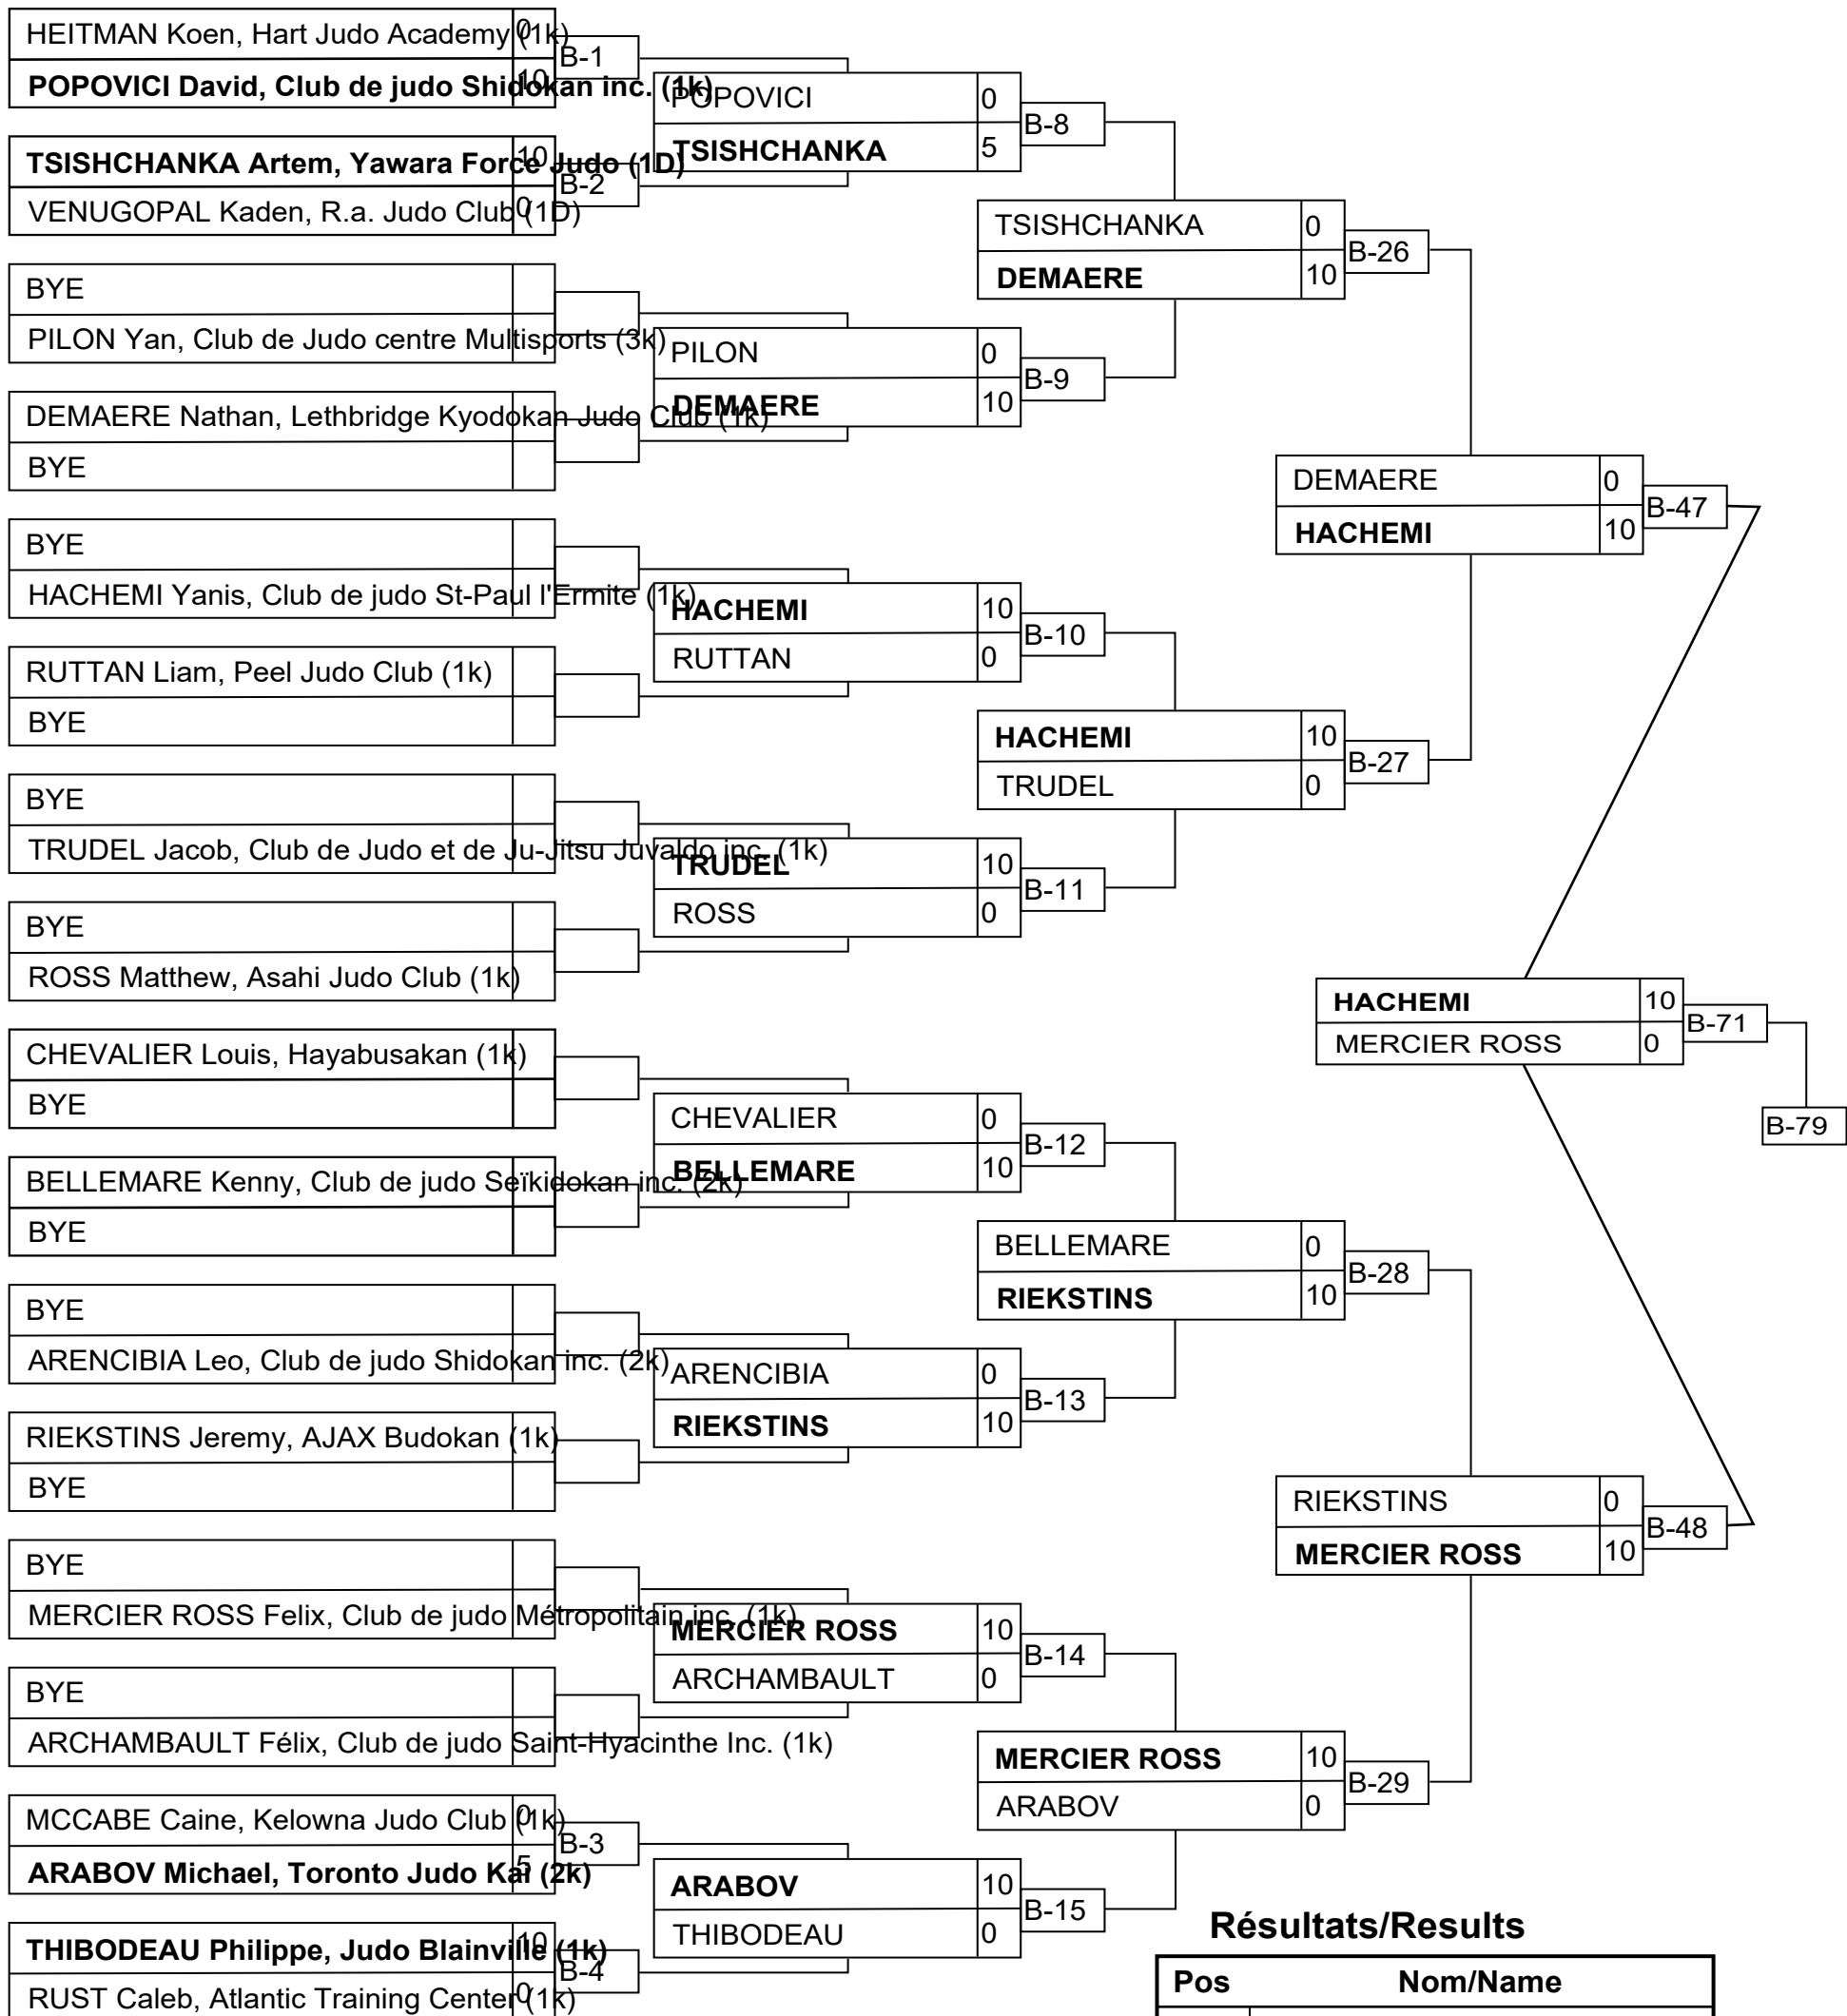 HEITMAN Koen, Hart Judo Academy (1k) 0
B-1
POPOVICI David, Club de judo Shidokan inc. (1k) 10
TSISHCHANKA Artem, Yawara Force Judo (1D) 10
B-2
VENUGOPAL Kaden, R.a. Judo Club (1D) 0
BYE
PILON Yan, Club de Judo centre Multisports (3k)
DEMAERE Nathan, Lethbridge Kyodokan Judo Club (1k)
BYE
BYE
HACHEMI Yanis, Club de judo St-Paul l'Ermite (1k)
RUTTAN Liam, Peel Judo Club (1k)
BYE
BYE
TRUDEL Jacob, Club de Judo et de Ju-Jitsu Juvaldo inc. (1k)
BYE
ROSS Matthew, Asahi Judo Club (1k)
CHEVALIER Louis, Hayabusakan (1k)
BYE
BELLEMARE Kenny, Club de judo Seïkidokan inc. (2k)
BYE
BYE
ARENCIBIA Leo, Club de judo Shidokan inc. (2k)
RIEKSTINS Jeremy, AJAX Budokan (1k)
BYE
BYE
MERCIER ROSS Felix, Club de judo Métropolitain inc. (1k)
BYE
ARCHAMBAULT Félix, Club de judo Saint-Hyacinthe Inc. (1k)
MCCABE Caine, Kelowna Judo Club (1k) 0
B-3
ARABOV Michael, Toronto Judo Kai (2k) 5
THIBODEAU Philippe, Judo Blainville (1k) 10
B-4
RUST Caleb, Atlantic Training Center (1k) 0
POPOVICI 0
B-8
TSISHCHANKA 5
PILON 0
B-9
DEMAERE 10
HACHEMI 10
B-10
RUTTAN 0
TRUDEL 10
B-11
ROSS 0
CHEVALIER 0
B-12
BELLEMARE 10
ARENCIBIA 0
B-13
RIEKSTINS 10
MERCIER ROSS 10
B-14
ARCHAMBAULT 0
ARABOV 10
B-15
THIBODEAU 0
TSISHCHANKA 0
B-26
DEMAERE 10
HACHEMI 10
B-27
TRUDEL 0
BELLEMARE 0
B-28
RIEKSTINS 10
MERCIER ROSS 10
B-29
ARABOV 0
DEMAERE 0
B-47
HACHEMI 10
RIEKSTINS 0
B-48
MERCIER ROSS 10
HACHEMI 10
B-71
MERCIER ROSS 0
B-79
Résultats/Results
Pos Nom/Name